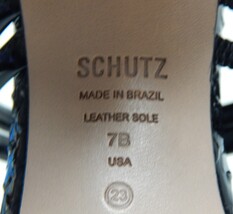 SCHUTZ
MADE IN BRAZIL
LEATHER SOLE
7B
USA
23